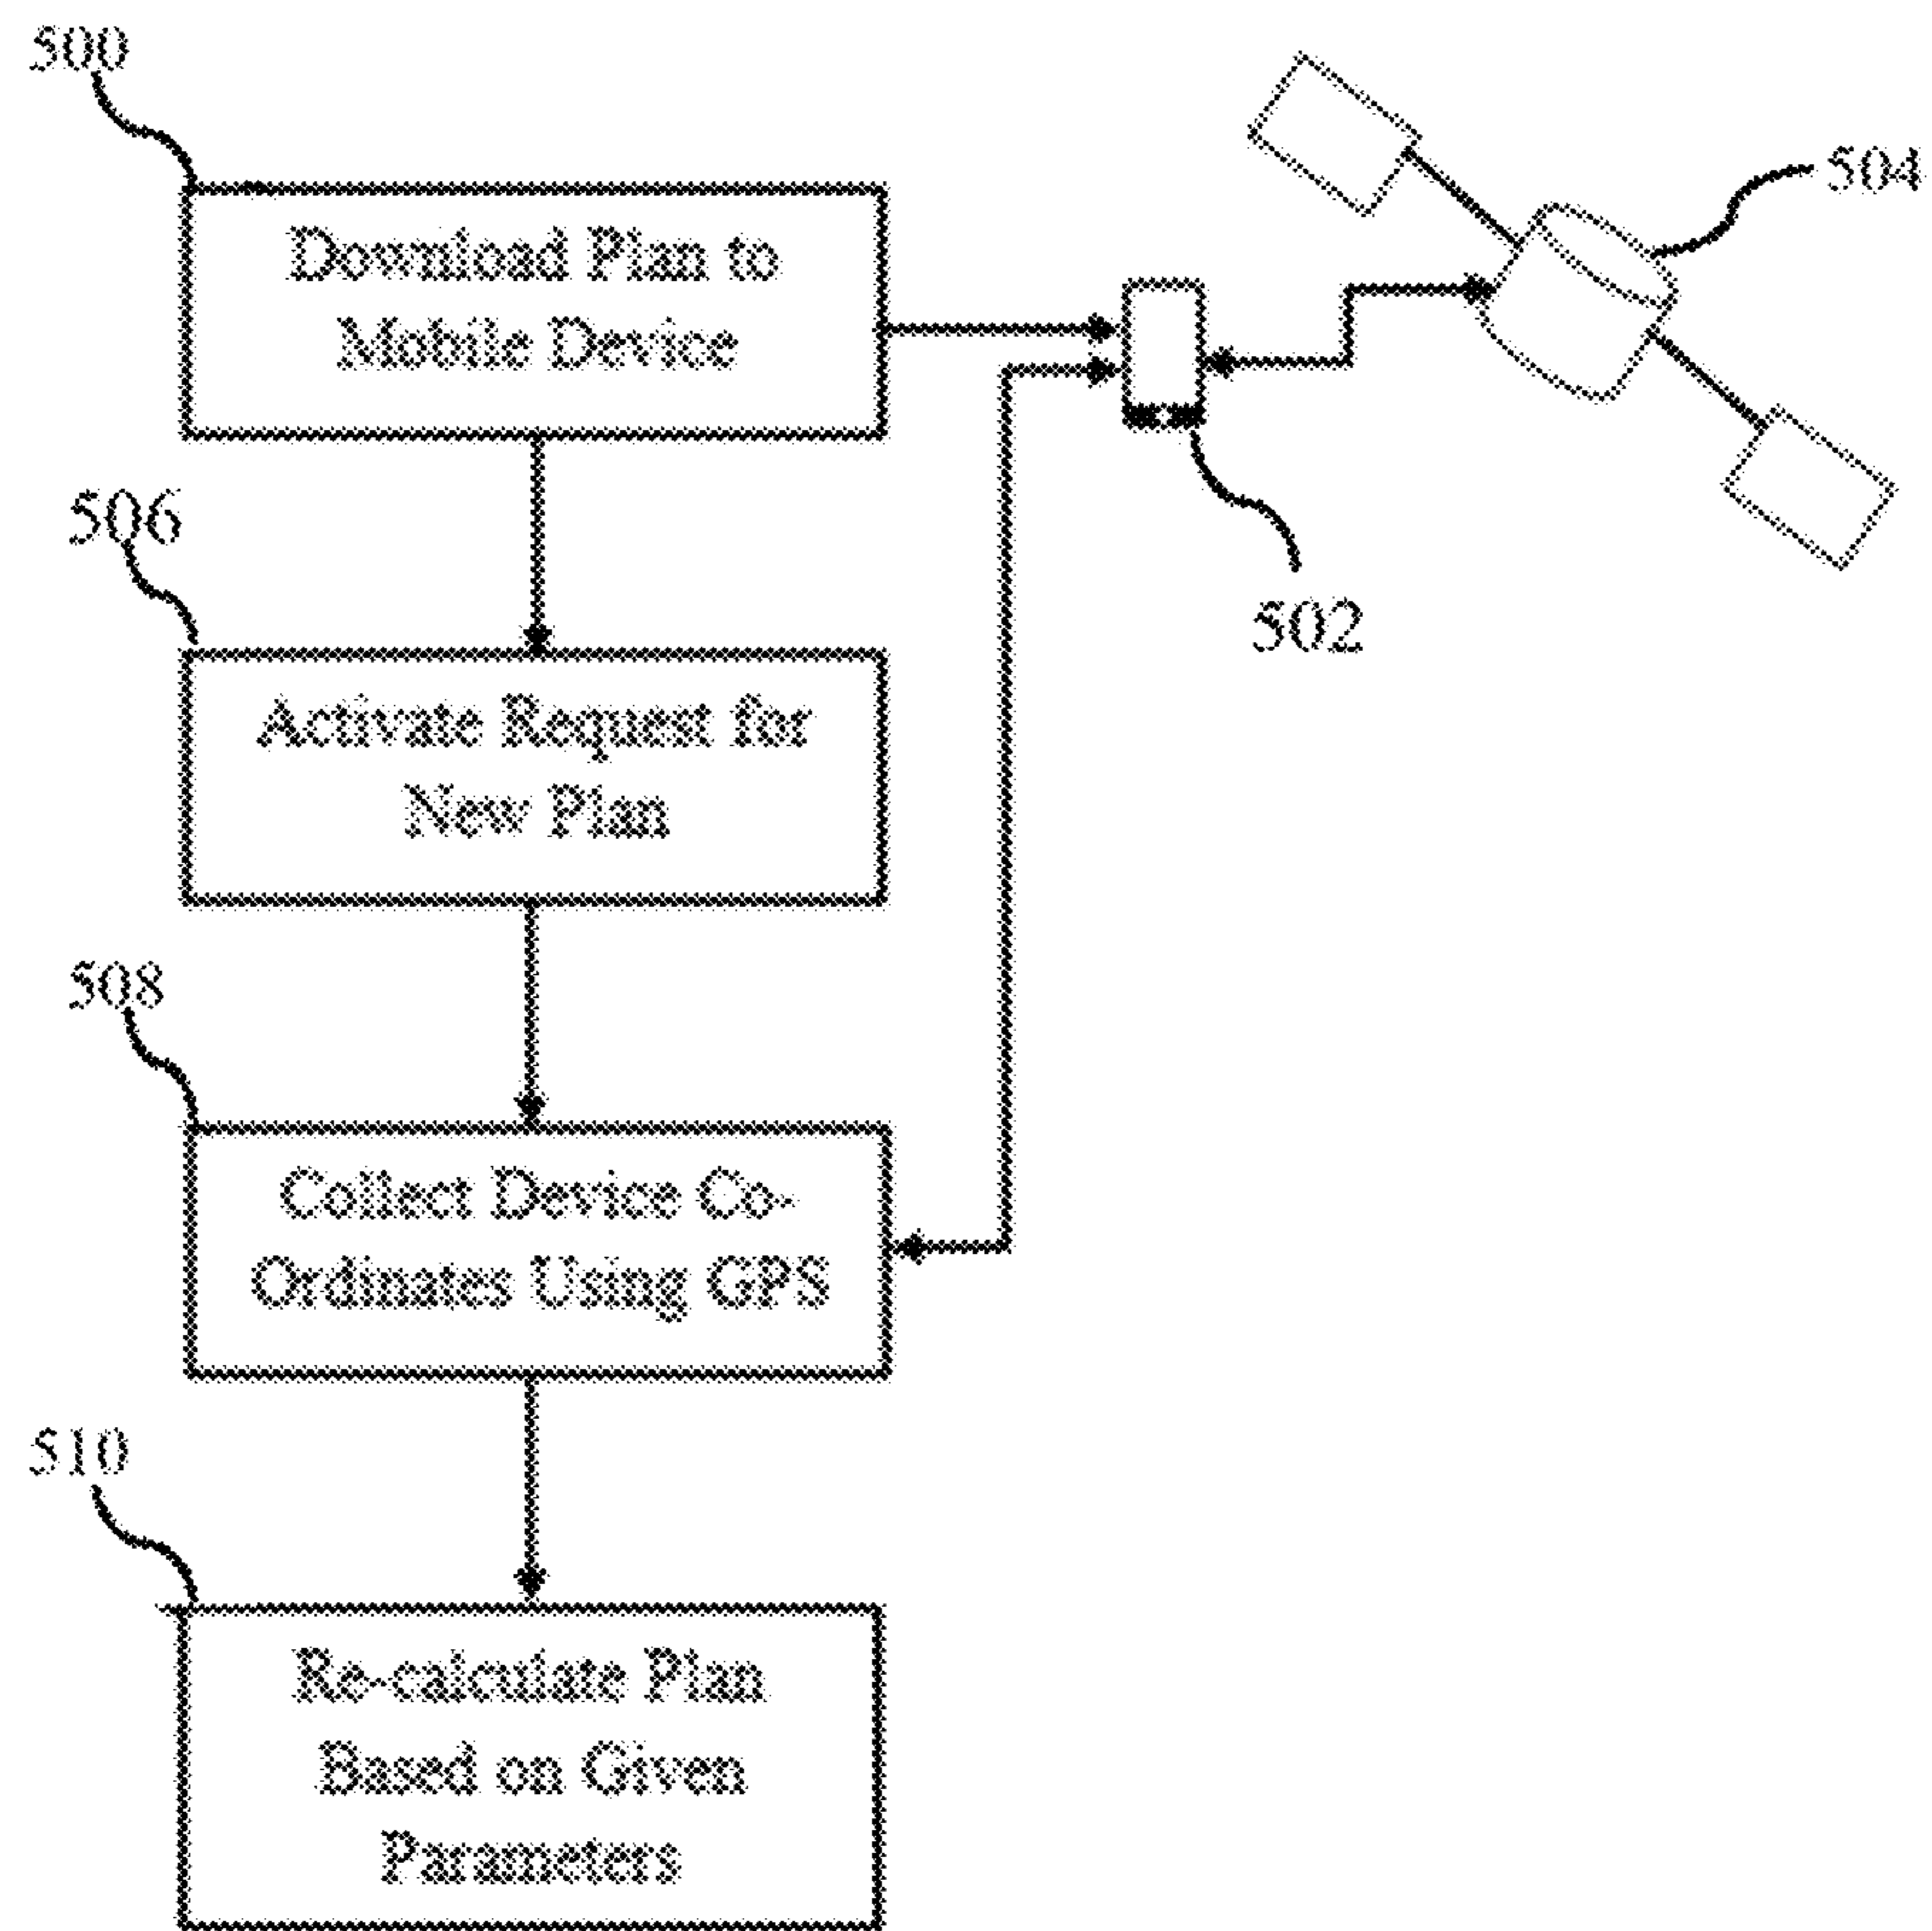 500
504
Download Plan to
Mobile Device
506
502
Activate Request for
New Plan
508
Collect Device Co-
Ordinates Using GPS
510
Re-calculate Plan
Based on Given
Parameters